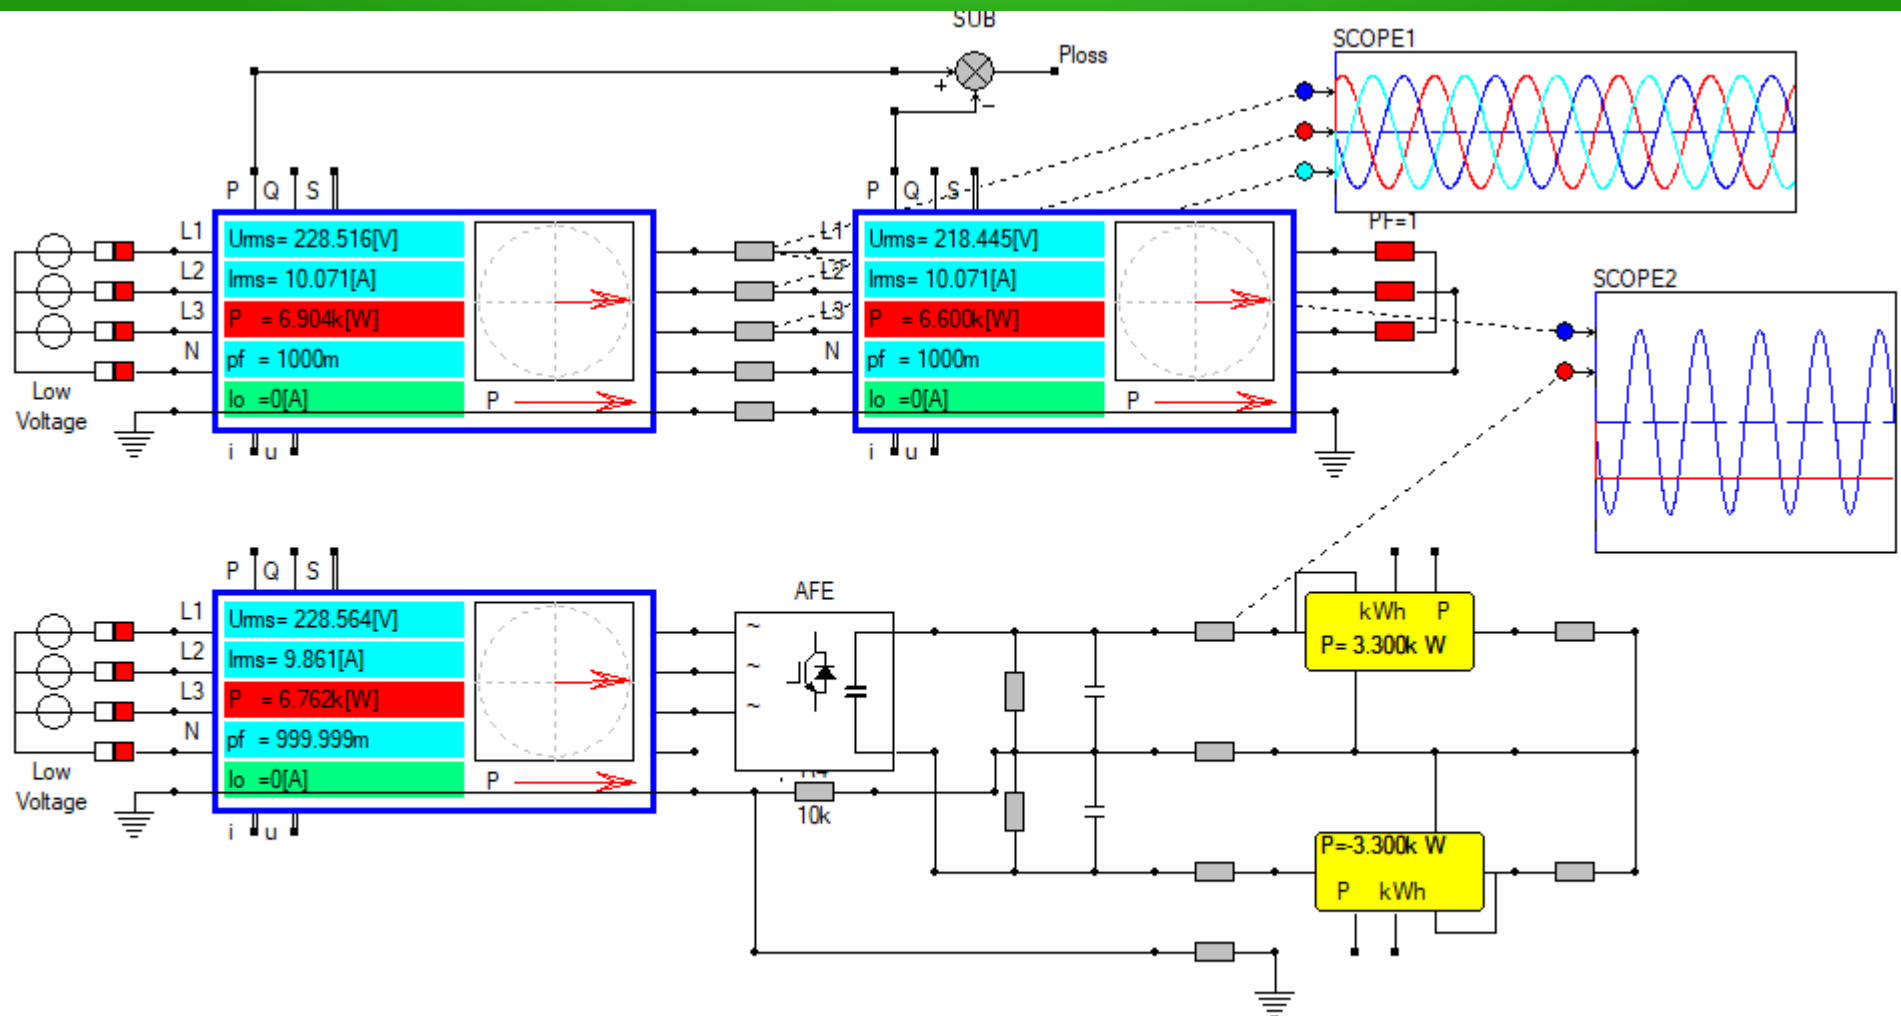 SUB
Ploss
SCOPE1
P Q S
P Q S
L1
L2
L3
N
Urms= 228.516[V]
Irms= 10.071[A]
P = 6.904k[W]
pf = 1000m
Io =0[A]
P
i u
Low
Voltage
L1
L2
L3
N
Urms= 218.445[V]
Irms= 10.071[A]
P = 6.600k[W]
pf = 1000m
Io =0[A]
P
i u
PF=1
SCOPE2
P Q S
L1
L2
L3
N
Urms= 228.564[V]
Irms= 9.861[A]
P = 6.762k[W]
pf = 999.999m
Io =0[A]
P
i u
Low
Voltage
AFE
~
~
~
10k
kWh P
P= 3.300k W
P=-3.300k W
P kWh